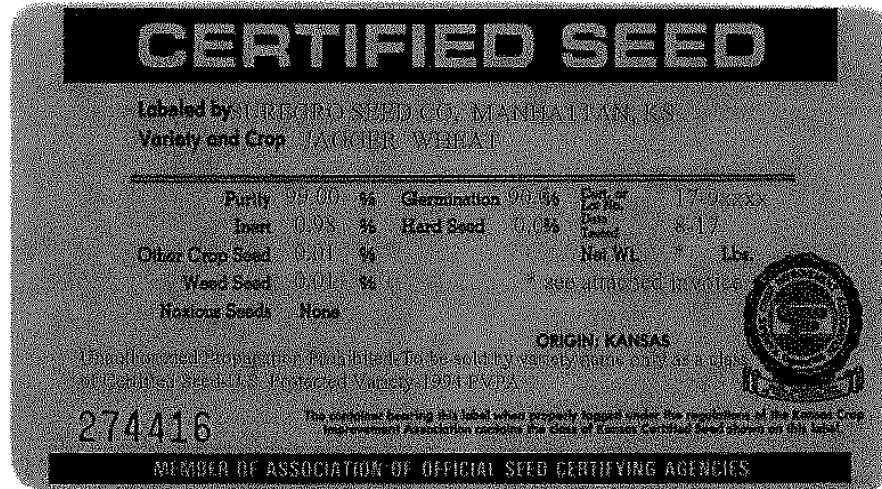 CERTIFIED SEED
Labeled by SUREGRO SEED CO, MANHATTAN, KS
Variety and Crop JAGGER WHEAT
Purity 99.00 % Germination 90.0% Cert. or Lot No. 17-0xxxx
Inert 0.98 % Hard Seed 0.0% Date Tested 8-17
Other Crop Seed 0.01 % Net Wt. * Lbs.
Weed Seed 0.01 % * see attached invoice
Noxious Seeds None
ORIGIN: KANSAS
Unauthorized Propagation Prohibited-To be sold by variety name only as a class
of Certified Seed-U.S. Protected Variety-1994 PVPA
274416
The container bearing this label when properly tagged under the regulations of the Kansas Crop
Improvement Association contains the class of Kansas Certified Seed shown on this label.
MEMBER OF ASSOCIATION OF OFFICIAL SEED CERTIFYING AGENCIES